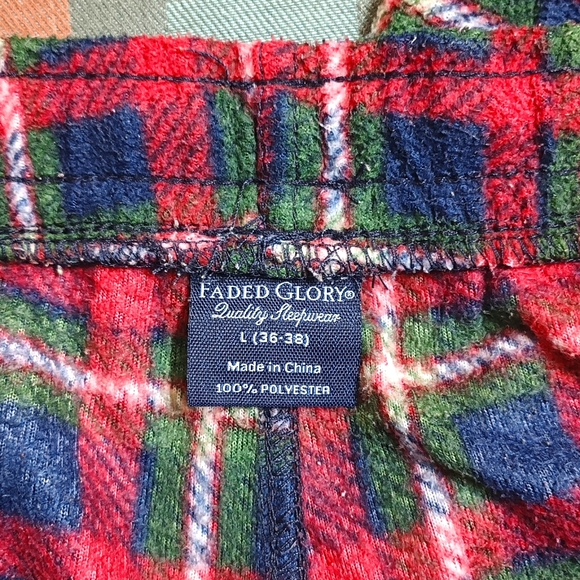 FADED GLORY®
Quality Sleepwear
L (36-38)
Made in China
100% POLYESTER